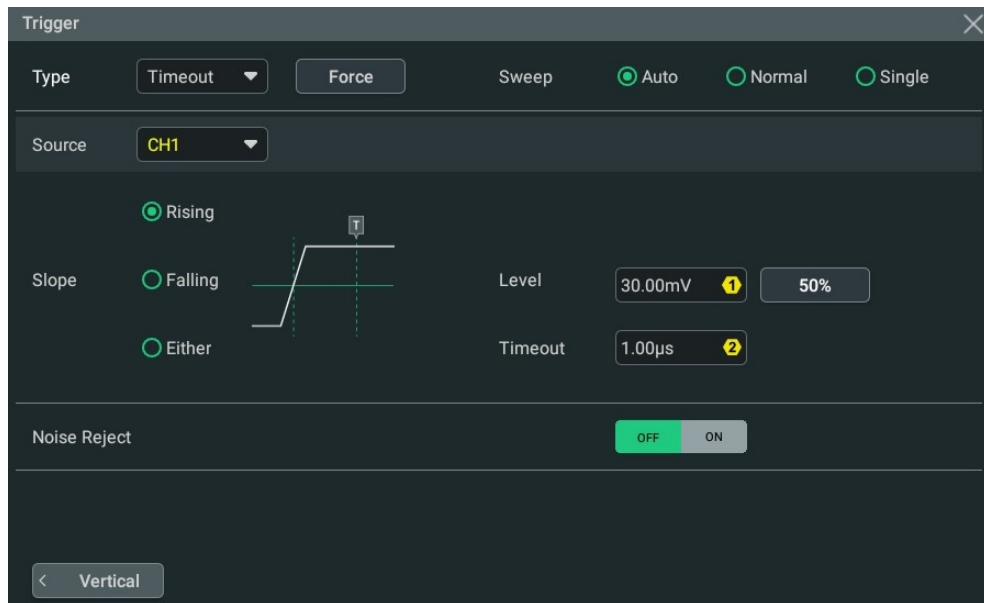 Trigger
Type Timeout Force Sweep Auto Normal Single
Source CH1
Rising
T
Slope Falling Level 30.00mV 1 50%
Either Timeout 1.00µs 2
Noise Reject OFF ON
< Vertical